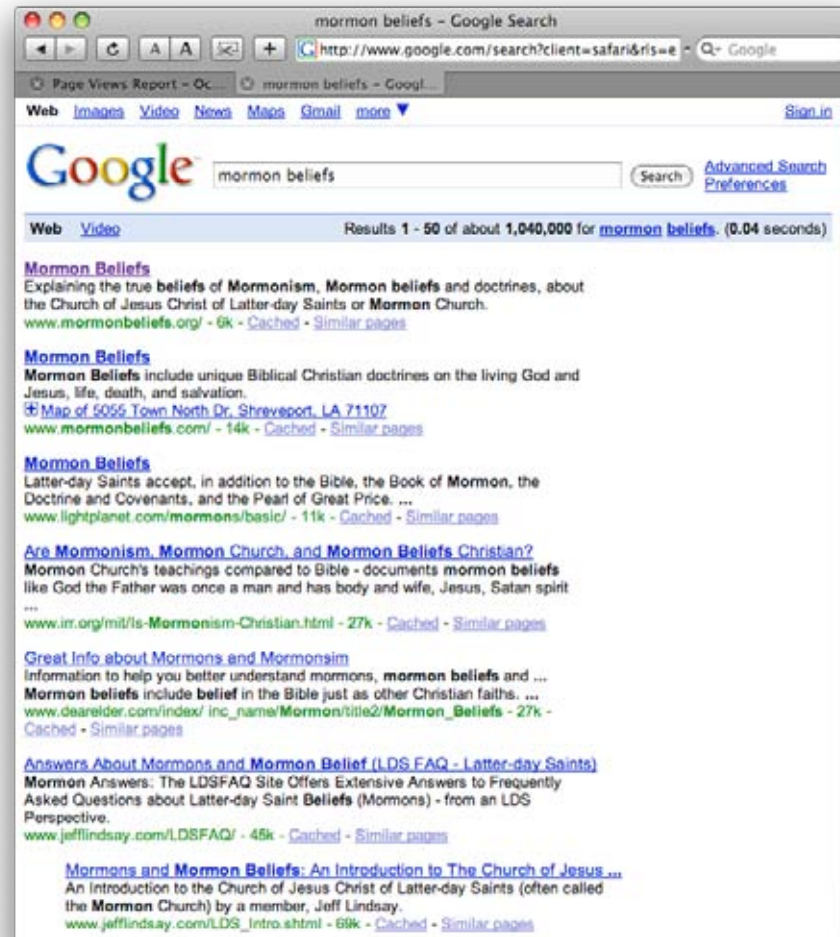 mormon beliefs - Google Search
A A + http://www.google.com/search?client=safari&rls=e Google
Page Views Report - Oc... mormon beliefs - Googl...
Web Images Video News Maps Gmail more ▼ Sign in
Google mormon beliefs Search Advanced Search
Preferences
Web Video Results 1 - 50 of about 1,040,000 for mormon beliefs. (0.04 seconds)
Mormon Beliefs
Explaining the true beliefs of Mormonism, Mormon beliefs and doctrines, about
the Church of Jesus Christ of Latter-day Saints or Mormon Church.
www.mormonbeliefs.org/ - 6k - Cached - Similar pages
Mormon Beliefs
Mormon Beliefs include unique Biblical Christian doctrines on the living God and
Jesus, life, death, and salvation.
Map of 5055 Town North Dr, Shreveport, LA 71107
www.mormonbeliefs.com/ - 14k - Cached - Similar pages
Mormon Beliefs
Latter-day Saints accept, in addition to the Bible, the Book of Mormon, the
Doctrine and Covenants, and the Pearl of Great Price. ...
www.lightplanet.com/mormons/basic/ - 11k - Cached - Similar pages
Are Mormonism, Mormon Church, and Mormon Beliefs Christian?
Mormon Church's teachings compared to Bible - documents mormon beliefs
like God the Father was once a man and has body and wife, Jesus, Satan spirit
...
www.irr.org/mit/Is-Mormonism-Christian.html - 27k - Cached - Similar pages
Great Info about Mormons and Mormonsim
Information to help you better understand mormons, mormon beliefs and ...
Mormon beliefs include belief in the Bible just as other Christian faiths. ...
www.dearelder.com/index/ inc_name/Mormon/title2/Mormon_Beliefs - 27k -
Cached - Similar pages
Answers About Mormons and Mormon Belief (LDS FAQ - Latter-day Saints)
Mormon Answers: The LDSFAQ Site Offers Extensive Answers to Frequently
Asked Questions about Latter-day Saint Beliefs (Mormons) - from an LDS
Perspective.
www.jefflindsay.com/LDSFAQ/ - 45k - Cached - Similar pages
Mormons and Mormon Beliefs: An Introduction to The Church of Jesus ...
An Introduction to the Church of Jesus Christ of Latter-day Saints (often called
the Mormon Church) by a member, Jeff Lindsay.
www.jefflindsay.com/LDS_Intro.shtml - 69k - Cached - Similar pages